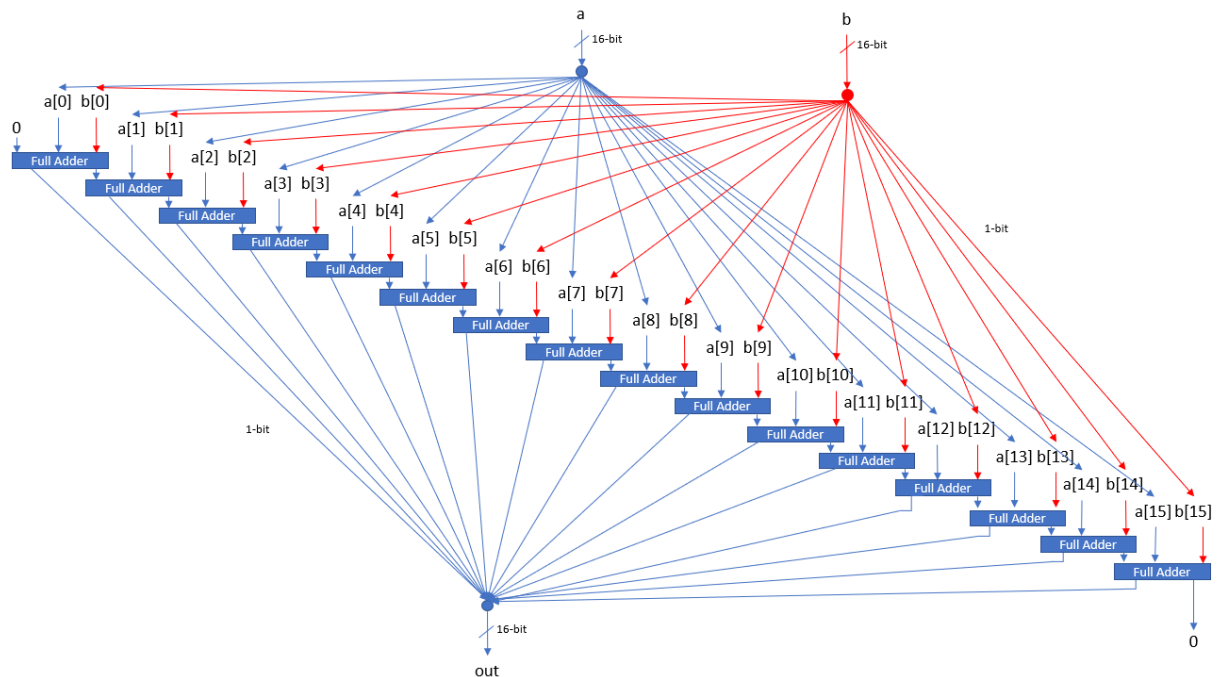 a
b
16-bit
16-bit
a[0] b[0]
0
Full Adder
a[1] b[1]
Full Adder
a[2] b[2]
Full Adder
a[3] b[3]
Full Adder
a[4] b[4]
Full Adder
a[5] b[5]
Full Adder
a[6] b[6]
Full Adder
a[7] b[7]
Full Adder
a[8] b[8]
Full Adder
a[9] b[9]
Full Adder
a[10] b[10]
Full Adder
a[11] b[11]
Full Adder
a[12] b[12]
Full Adder
a[13] b[13]
Full Adder
a[14] b[14]
Full Adder
a[15] b[15]
Full Adder
1-bit
1-bit
16-bit
0
out